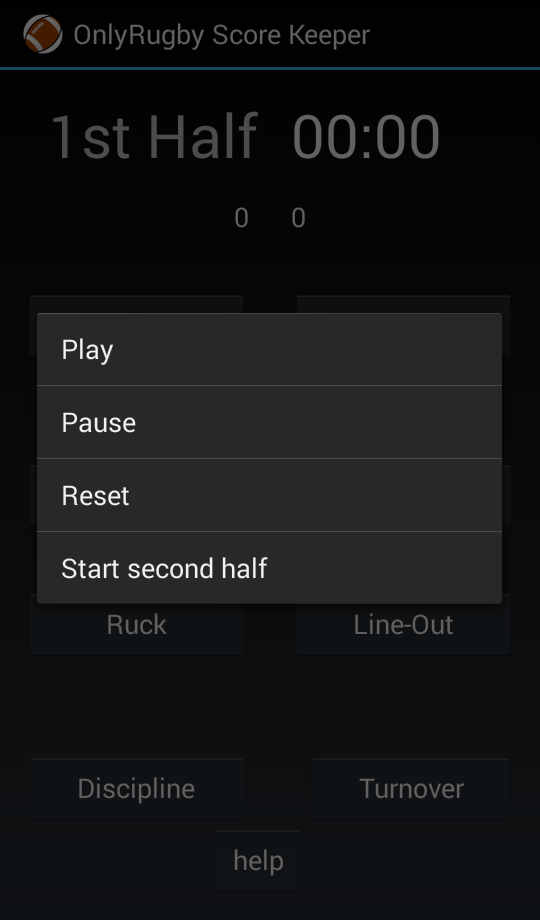 OnlyRugby Score Keeper
1st Half 00:00
0 0
Play
Pause
Reset
Start second half
Ruck Line-Out
Discipline Turnover
help